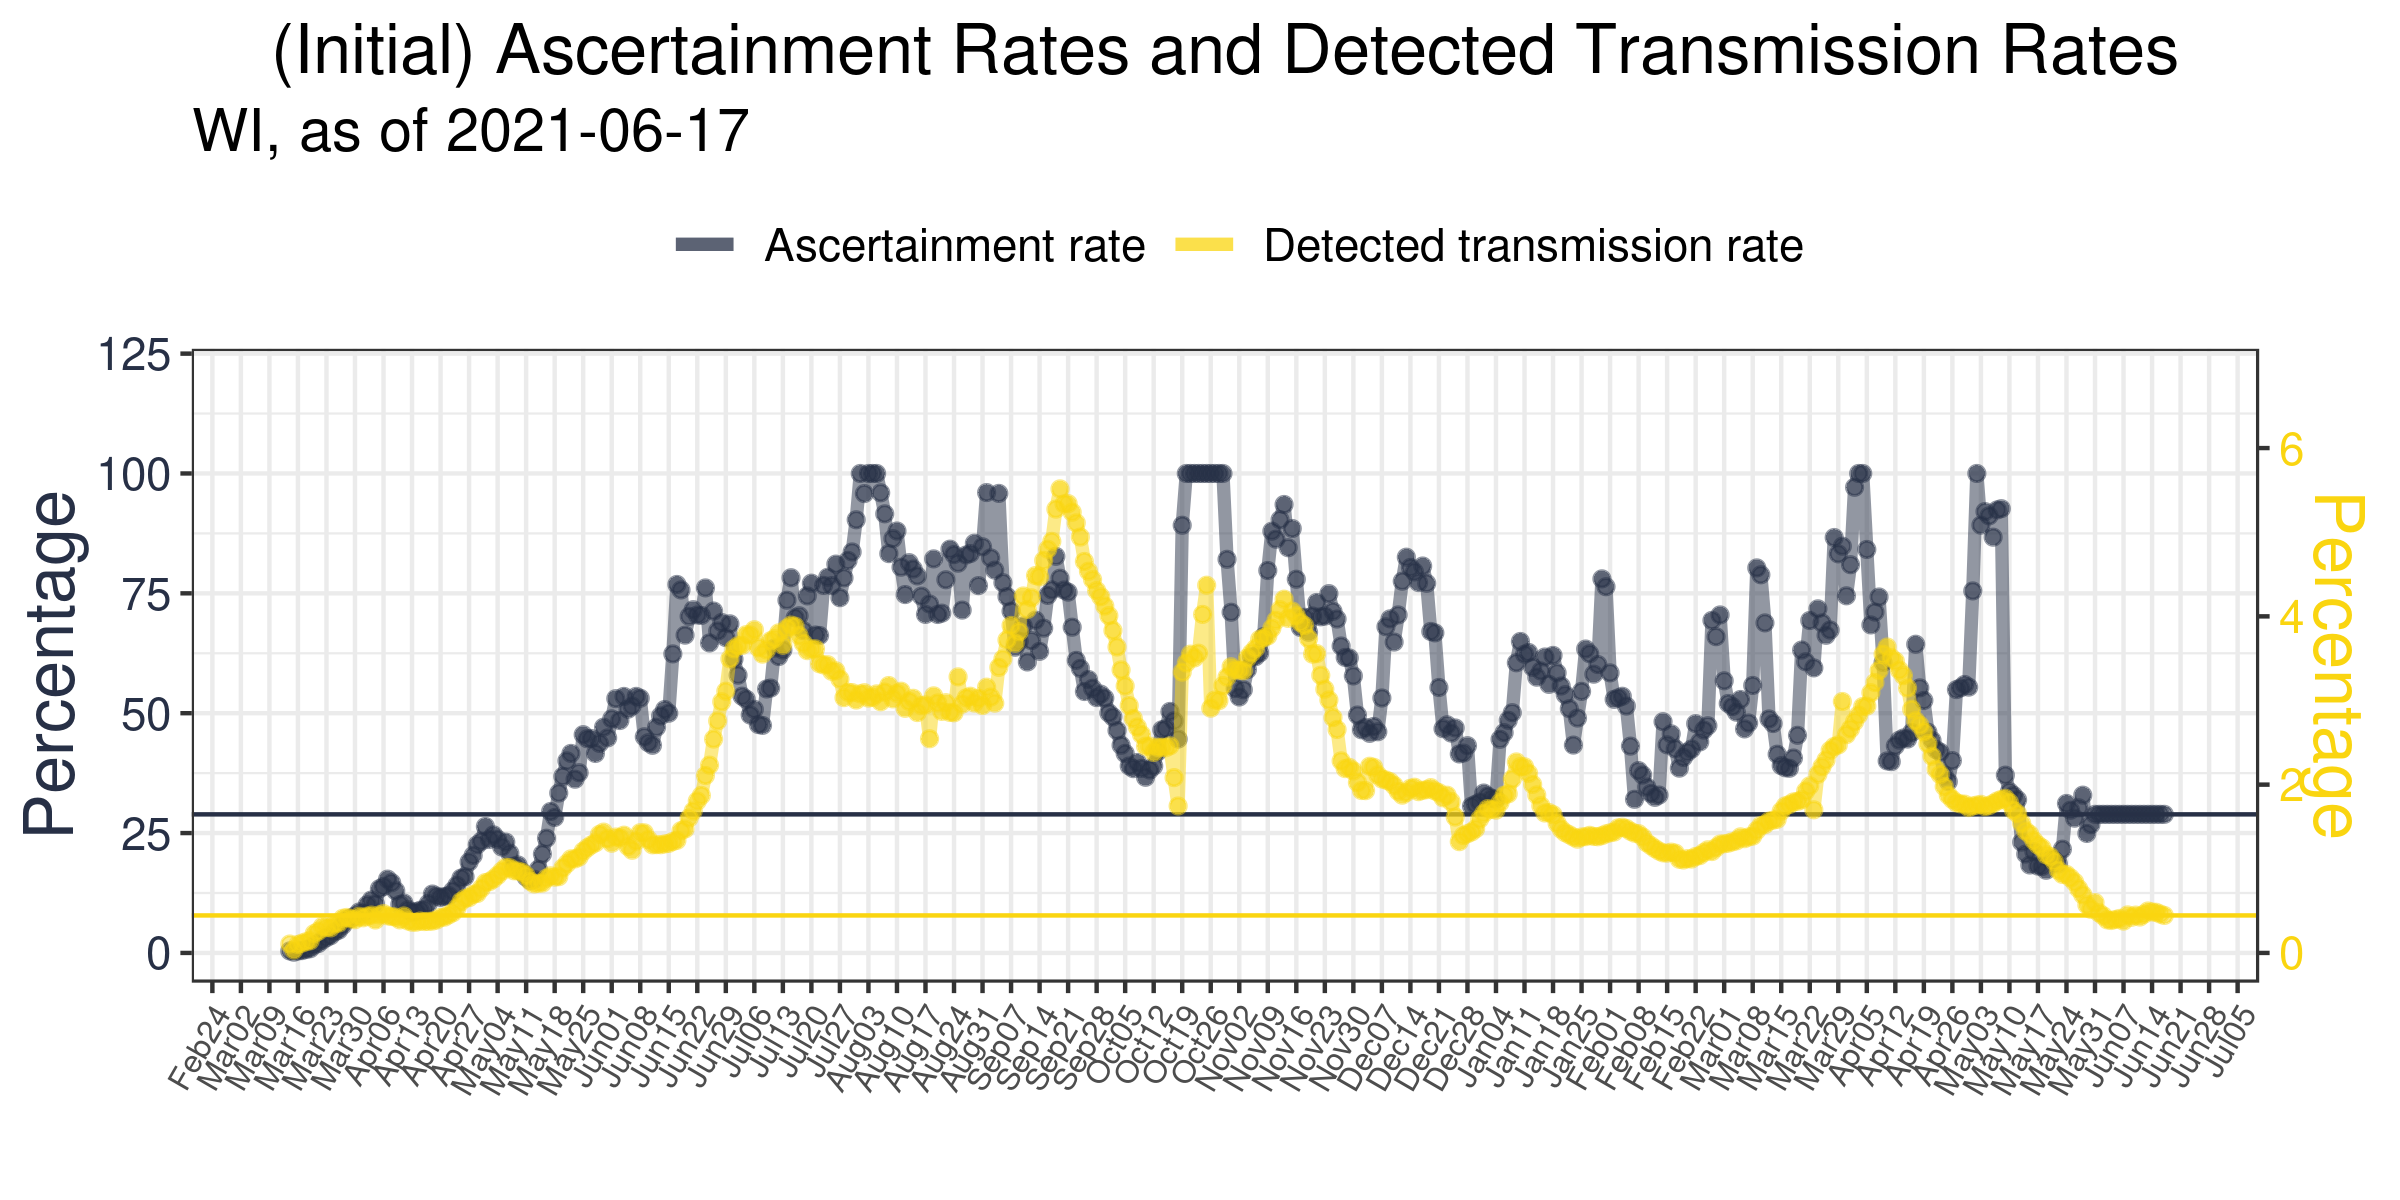 (Initial) Ascertainment Rates and Detected Transmission Rates
WI, as of 2021-06-17
Ascertainment rate
Detected transmission rate
Percentage
125
100
75
50
25
0
6
4
2
0
Percentage
Feb24
Mar02
Mar09
Mar16
Mar23
Mar30
Apr06
Apr13
Apr20
Apr27
May04
May11
May18
May25
Jun01
Jun08
Jun15
Jun22
Jun29
Jul06
Jul13
Jul20
Jul27
Aug03
Aug10
Aug17
Aug24
Aug31
Sep07
Sep14
Sep21
Sep28
Oct05
Oct12
Oct19
Oct26
Nov02
Nov09
Nov16
Nov23
Nov30
Dec07
Dec14
Dec21
Dec28
Jan04
Jan11
Jan18
Jan25
Feb01
Feb08
Feb15
Feb22
Mar01
Mar08
Mar15
Mar22
Mar29
Apr05
Apr12
Apr19
Apr26
May03
May10
May17
May24
May31
Jun07
Jun14
Jun21
Jun28
Jul05